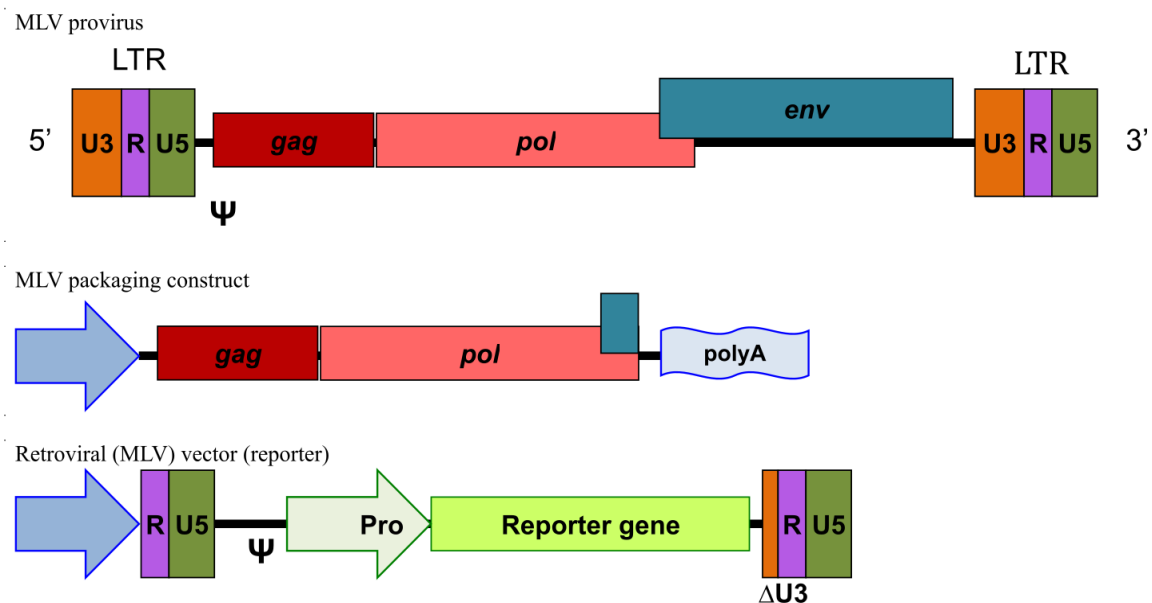 MLV provirus
LTR LTR
5’ U3 R U5 gag pol env U3 R U5 3’
Ψ
MLV packaging construct
gag pol polyA
Retroviral (MLV) vector (reporter)
R U5 Pro Reporter gene R U5
Ψ
ΔU3